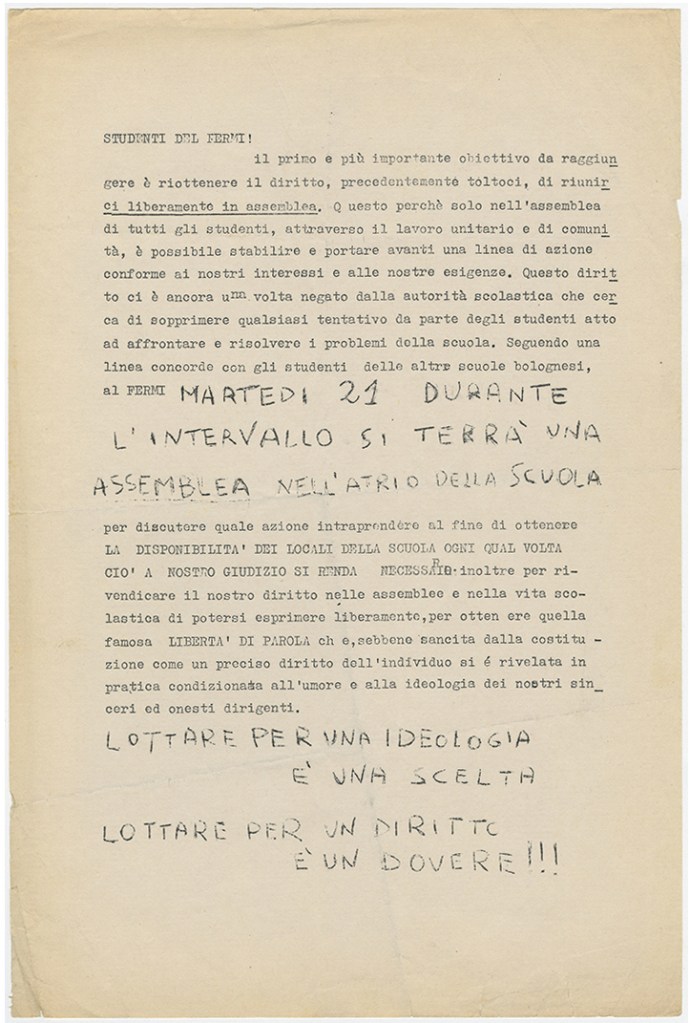 STUDENTI DEL FERMI!
il primo e più importante obiettivo da raggiun
gere è riottenere il diritto, precedentemente toltoci, di riunir
ci liberamente in assemblea. Q uesto perchè solo nell'assemblea
di tutti gli studenti, attraverso il lavoro unitario e di comuni
tà, è possibile stabilire e portare avanti una linea di azione
conforme ai nostri interessi e alle nostre esigenze. Questo dirit
to ci è ancora unn volta negato dalla autorità scolastica che cer
ca di sopprimere qualsiasi tentativo da parte degli studenti atto
ad affrontare e risolvere i problemi della scuola. Seguendo una
linea concorde con gli studenti delle altre scuole bolognesi,
al FERMI MARTEDI 21 DURANTE
L'INTERVALLO SI TERRÀ UNA
ASSEMBLEA NELL'ATRIO DELLA SCUOLA
per discutere quale azione intraprendere al fine di ottenere
LA DISPONIBILITA' DEI LOCALI DELLA SCUOLA OGNI QUAL VOLTA
CIO' A NOSTRO GIUDIZIO SI RENDA NECESSARIO.inoltre per ri-
vendicare il nostro diritto nelle assemblee e nella vita sco-
lastica di potersi esprimere liberamente,per otten ere quella
famosa LIBERTA' DI PAROLA ch e,sebbene sancita dalla costitu -
zione come un preciso diritto dell'individuo si é rivelata in
pratica condizionata all'umore e alla ideologia dei nostri sin_
ceri ed onesti dirigenti.
LOTTARE PER UNA IDEOLOGIA
È UNA SCELTA
LOTTARE PER UN DIRITTO
È UN DOVERE!!!